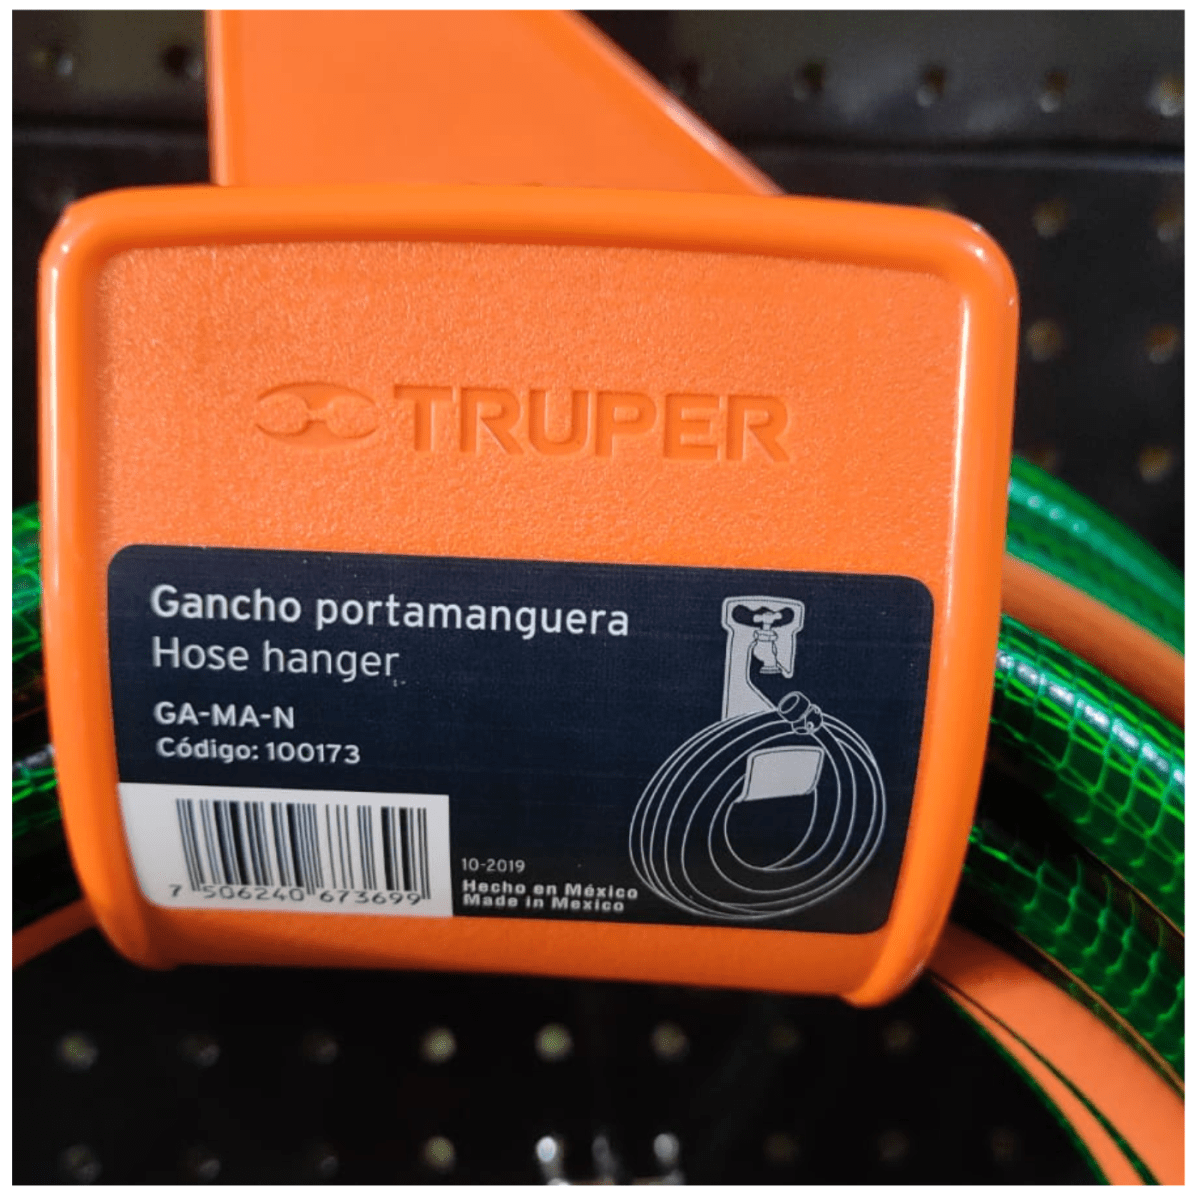 TRUPER
Gancho portamanguera
Hose hanger
GA-MA-N
Código: 100173
7 506240 673699
10-2019
Hecho en México
Made in Mexico